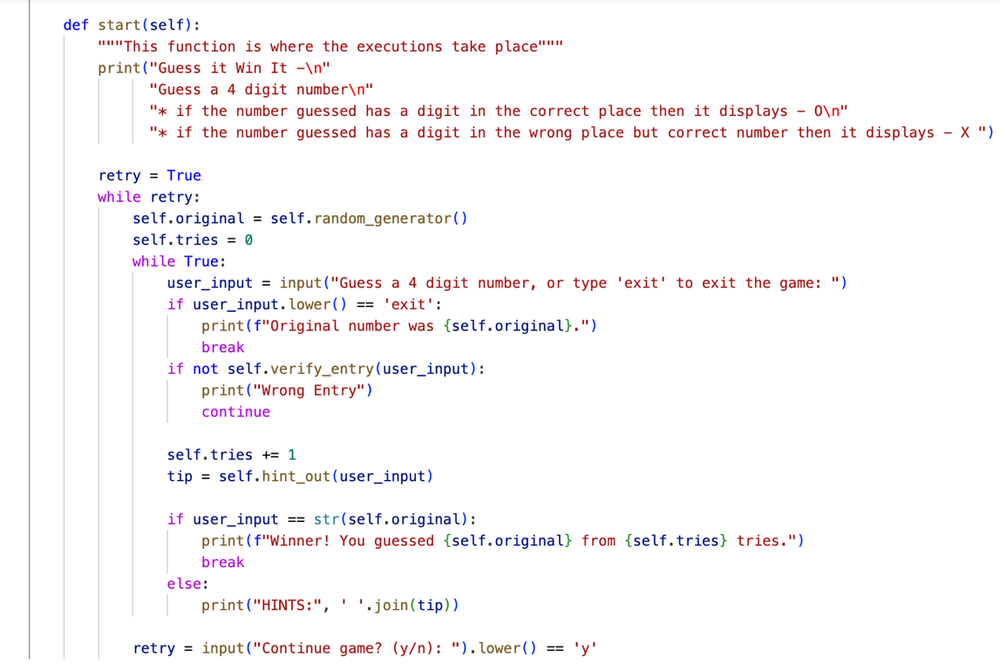 def start(self):
    """This function is where the executions take place"""
    print("Guess it Win It -\n"
          "Guess a 4 digit number\n"
          "* if the number guessed has a digit in the correct place then it displays - O\n"
          "* if the number guessed has a digit in the wrong place but correct number then it displays - X ")

    retry = True
    while retry:
        self.original = self.random_generator()
        self.tries = 0
        while True:
            user_input = input("Guess a 4 digit number, or type 'exit' to exit the game: ")
            if user_input.lower() == 'exit':
                print(f"Original number was {self.original}.")
                break
            if not self.verify_entry(user_input):
                print("Wrong Entry")
                continue

            self.tries += 1
            tip = self.hint_out(user_input)

            if user_input == str(self.original):
                print(f"Winner! You guessed {self.original} from {self.tries} tries.")
                break
            else:
                print("HINTS:", ' '.join(tip))

        retry = input("Continue game? (y/n): ").lower() == 'y'